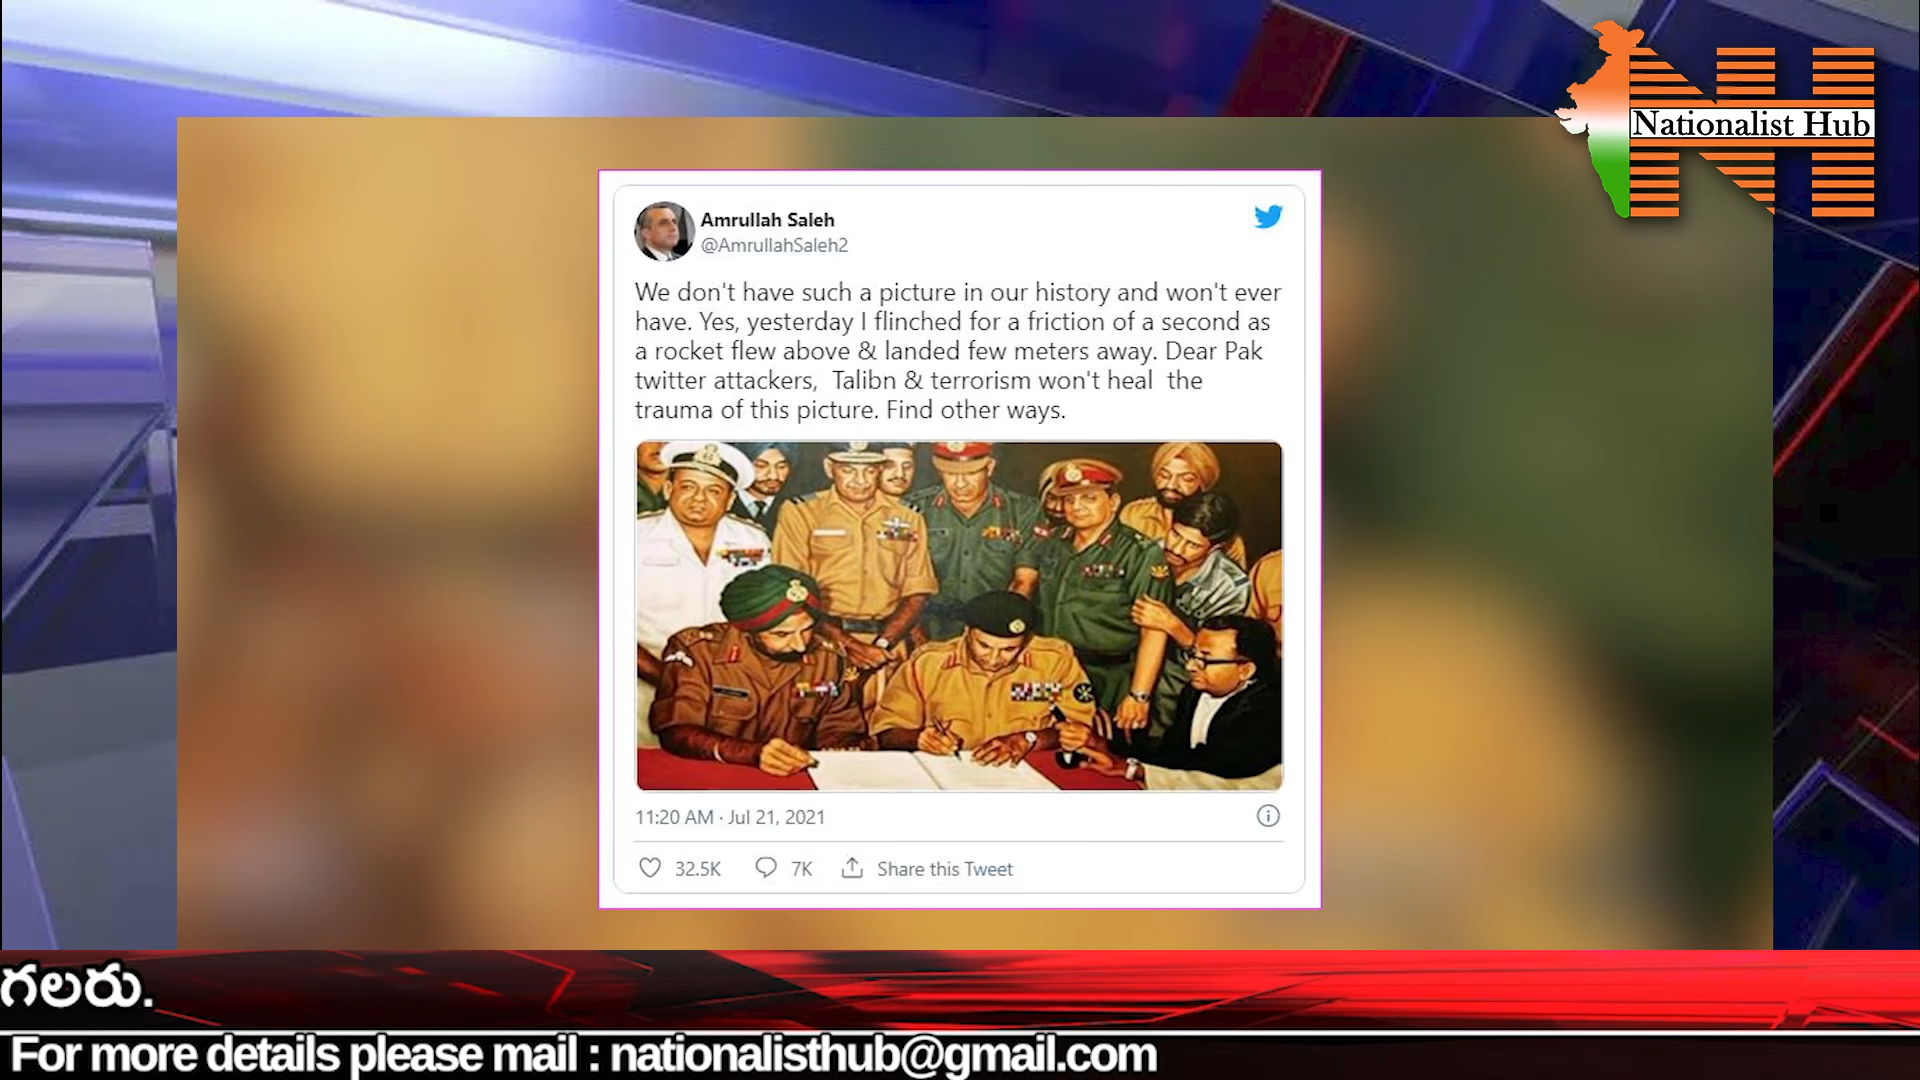 Nationalist Hub
Amrullah Saleh
@AmrullahSaleh2
We don't have such a picture in our history and won't ever
have. Yes, yesterday I flinched for a friction of a second as
a rocket flew above & landed few meters away. Dear Pak
twitter attackers,  Talibn & terrorism won't heal  the
trauma of this picture. Find other ways.
11:20 AM · Jul 21, 2021
32.5K 7K Share this Tweet
గలరు.
For more details please mail : nationalisthub@gmail.com